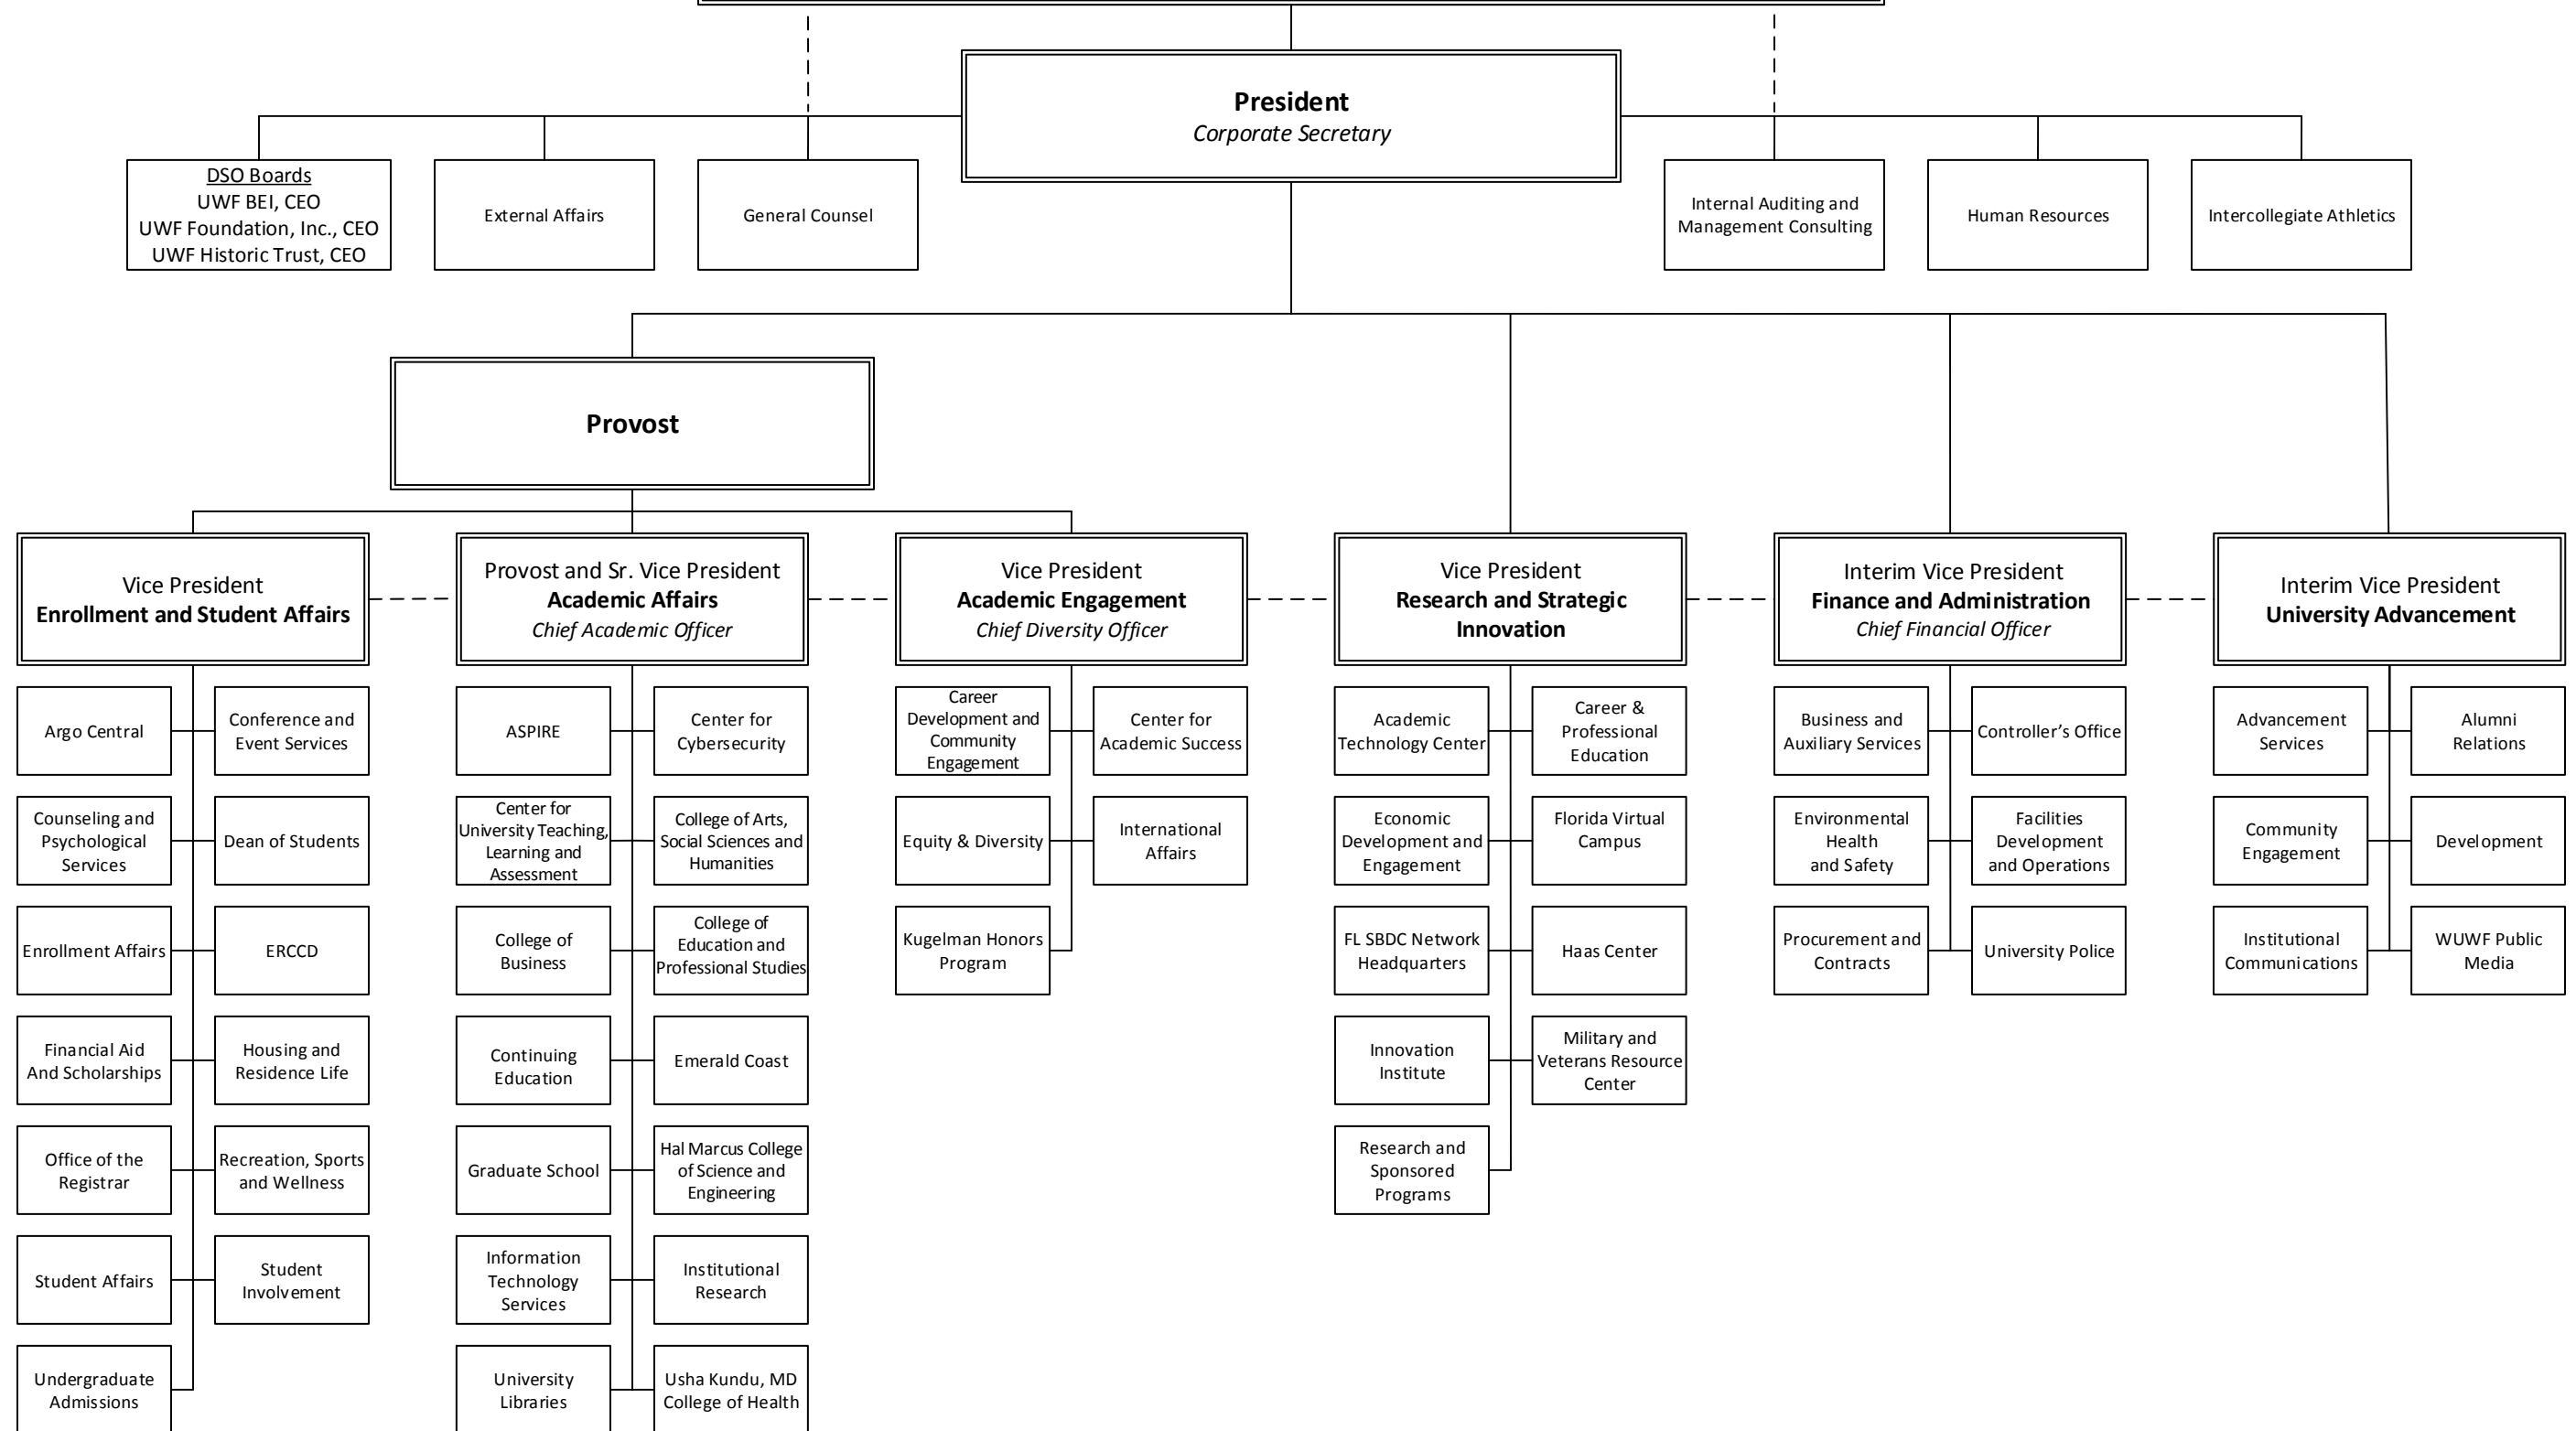 President
Corporate Secretary
DSO Boards
UWF BEI, CEO
UWF Foundation, Inc., CEO
UWF Historic Trust, CEO
External Affairs
General Counsel
Internal Auditing and
Management Consulting
Human Resources
Intercollegiate Athletics
Provost
Vice President
Enrollment and Student Affairs
Provost and Sr. Vice President
Academic Affairs
Chief Academic Officer
Vice President
Academic Engagement
Chief Diversity Officer
Vice President
Research and Strategic
Innovation
Interim Vice President
Finance and Administration
Chief Financial Officer
Interim Vice President
University Advancement
Argo Central
Conference and
Event Services
Counseling and
Psychological
Services
Dean of Students
Enrollment Affairs
ERCCD
Financial Aid
And Scholarships
Housing and
Residence Life
Office of the
Registrar
Recreation, Sports
and Wellness
Student Affairs
Student
Involvement
Undergraduate
Admissions
ASPIRE
Center for
Cybersecurity
Center for
University Teaching,
Learning and
Assessment
College of Arts,
Social Sciences and
Humanities
College of
Business
College of
Education and
Professional Studies
Continuing
Education
Emerald Coast
Graduate School
Hal Marcus College
of Science and
Engineering
Information
Technology
Services
Institutional
Research
University
Libraries
Usha Kundu, MD
College of Health
Career
Development and
Community
Engagement
Center for
Academic Success
Equity & Diversity
International
Affairs
Kugelman Honors
Program
Academic
Technology Center
Career &
Professional
Education
Economic
Development and
Engagement
Florida Virtual
Campus
FL SBDC Network
Headquarters
Haas Center
Innovation
Institute
Military and
Veterans Resource
Center
Research and
Sponsored
Programs
Business and
Auxiliary Services
Controller’s Office
Environmental
Health
and Safety
Facilities
Development
and Operations
Procurement and
Contracts
University Police
Advancement
Services
Alumni
Relations
Community
Engagement
Development
Institutional
Communications
WUWF Public
Media